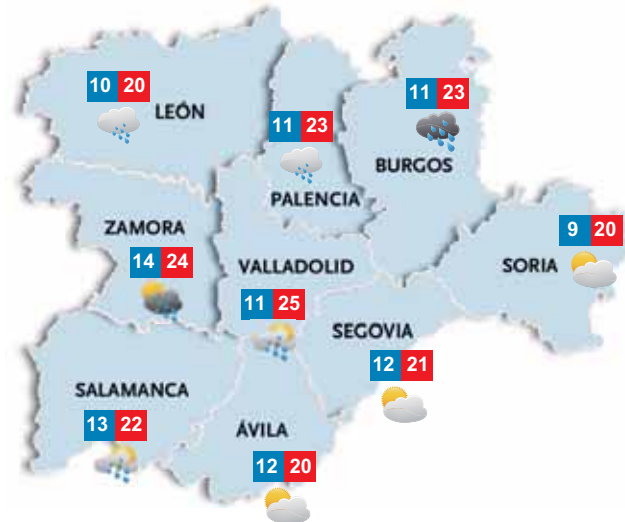 10 20
LEÓN
11 23
PALENCIA
11 23
BURGOS
ZAMORA
14 24
VALLADOLID
11 25
9 20
SORIA
SEGOVIA
12 21
SALAMANCA
13 22
ÁVILA
12 20